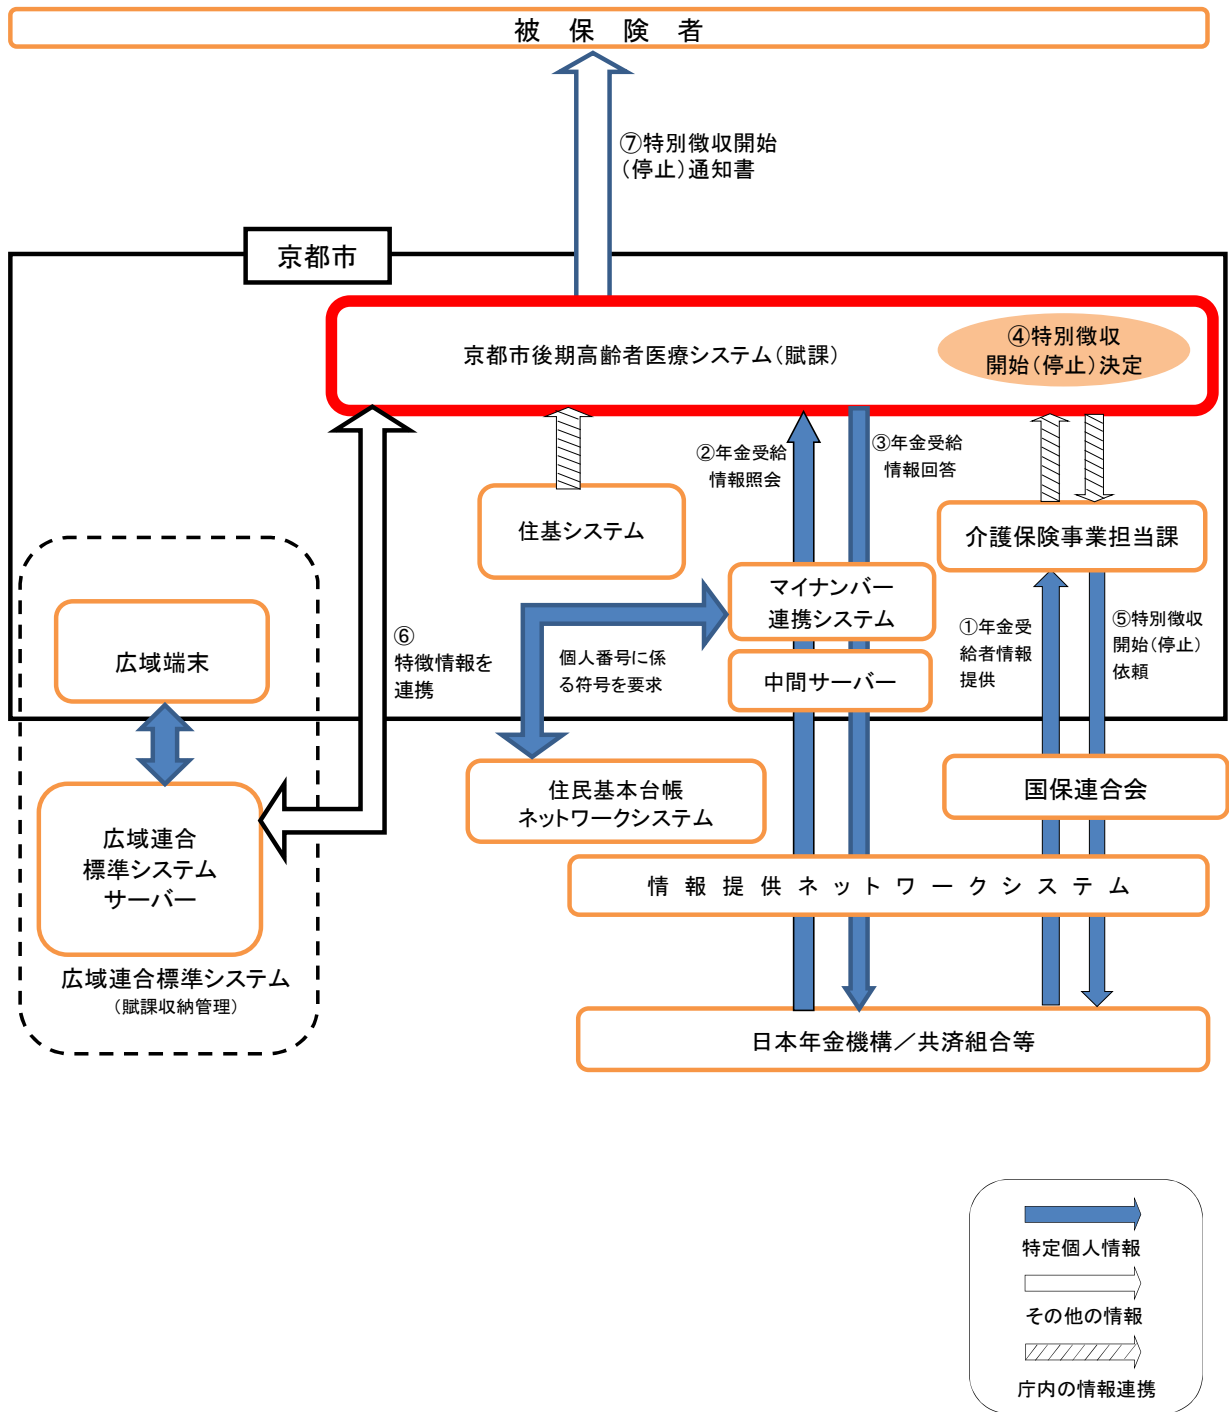 被保険者
⑦特別徴収開始
(停止)通知書
京都市
京都市後期高齢者医療システム(賦課)
④特別徴収
開始(停止)決定
②年金受給
情報照会
③年金受給
情報回答
住基システム
介護保険事業担当課
マイナンバー
連携システム
中間サーバー
①年金受
給者情報
提供
⑤特別徴収
開始(停止)
依頼
広域端末
⑥
特徴情報を
連携
個人番号に係
る符号を要求
住民基本台帳
ネットワークシステム
国保連合会
広域連合
標準システム
サーバー
情報提供ネットワークシステム
広域連合標準システム
(賦課収納管理)
日本年金機構／共済組合等
特定個人情報
その他の情報
庁内の情報連携